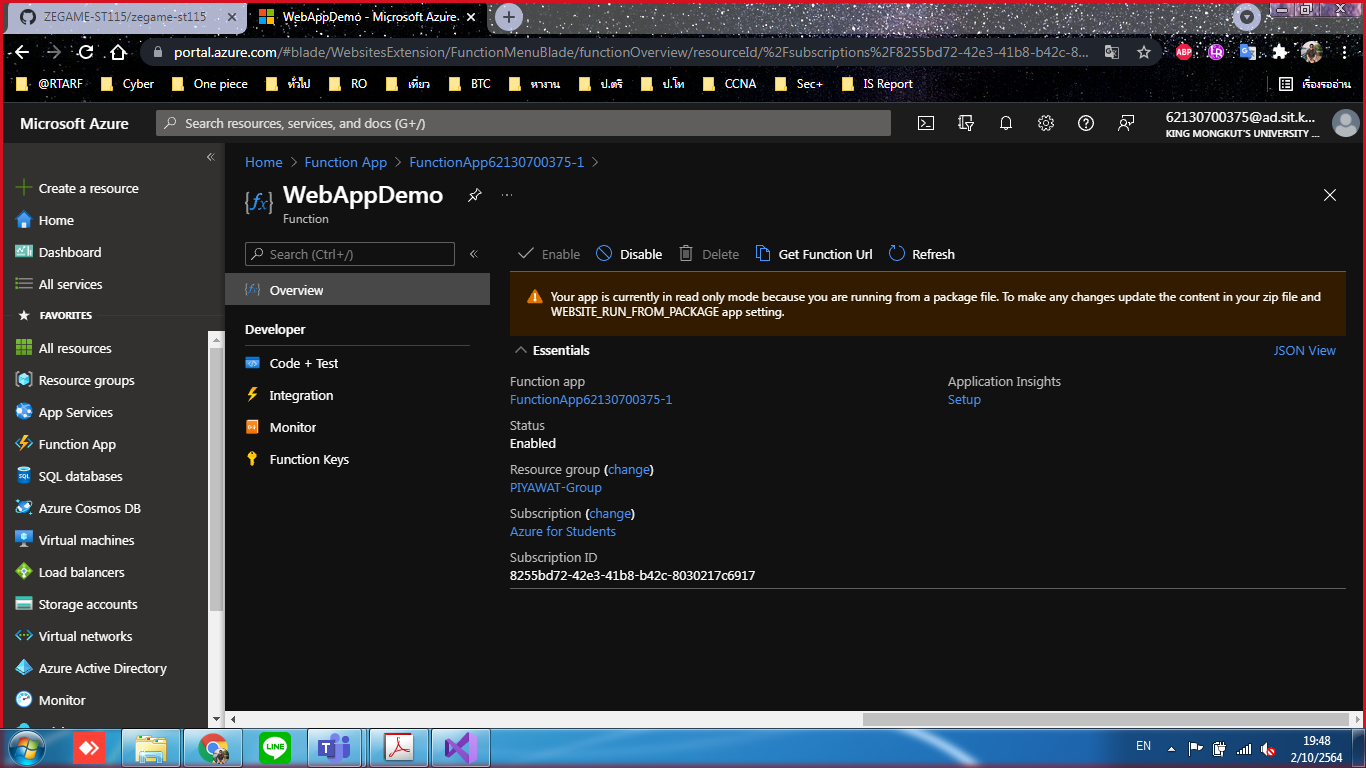 ZEGAME-ST115/zegame-st115
WebAppDemo - Microsoft Azure
portal.azure.com/#blade/WebsitesExtension/FunctionMenuBlade/functionOverview/resourceId/%2Fsubscriptions%2F8255bd72-42e3-41b8-b42c-8...
@RTARF Cyber One piece ทั่วไป RO เที่ยว BTC หางาน ป.ตรี ป.โท CCNA Sec+ IS Report เรื่องรออ่าน
ABP
Microsoft Azure
Search resources, services, and docs (G+/)
62130700375@ad.sit.k...
KING MONGKUT'S UNIVERSITY ...
Create a resource
Home
Dashboard
All services
FAVORITES
All resources
Resource groups
App Services
Function App
SQL databases
Azure Cosmos DB
Virtual machines
Load balancers
Storage accounts
Virtual networks
Azure Active Directory
Monitor
Home > Function App > FunctionApp62130700375-1 >
WebAppDemo
Function
Search (Ctrl+/)
Overview
Developer
Code + Test
Integration
Monitor
Function Keys
Enable Disable Delete Get Function Url Refresh
Your app is currently in read only mode because you are running from a package file. To make any changes update the content in your zip file and
WEBSITE_RUN_FROM_PACKAGE app setting.
Essentials
JSON View
Function app
FunctionApp62130700375-1
Status
Enabled
Resource group (change)
PIYAWAT-Group
Subscription (change)
Azure for Students
Subscription ID
8255bd72-42e3-41b8-b42c-8030217c6917
Application Insights
Setup
LINE
EN
19:48
2/10/2564